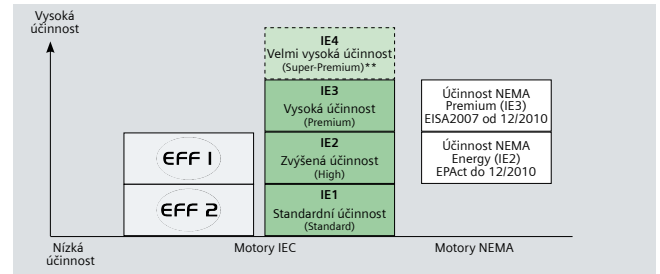 Vysoká
účinnost
IE4
Velmi vysoká účinnost
(Super-Premium)**
IE3
Vysoká účinnost
(Premium)
Účinnost NEMA
Premium (IE3)
EISA2007 od 12/2010
EFF 1
IE2
Zvýšená účinnost
(High)
Účinnost NEMA
Energy (IE2)
EPAct do 12/2010
EFF 2
IE1
Standardní účinnost
(Standard)
Nízká
účinnost
Motory IEC
Motory NEMA